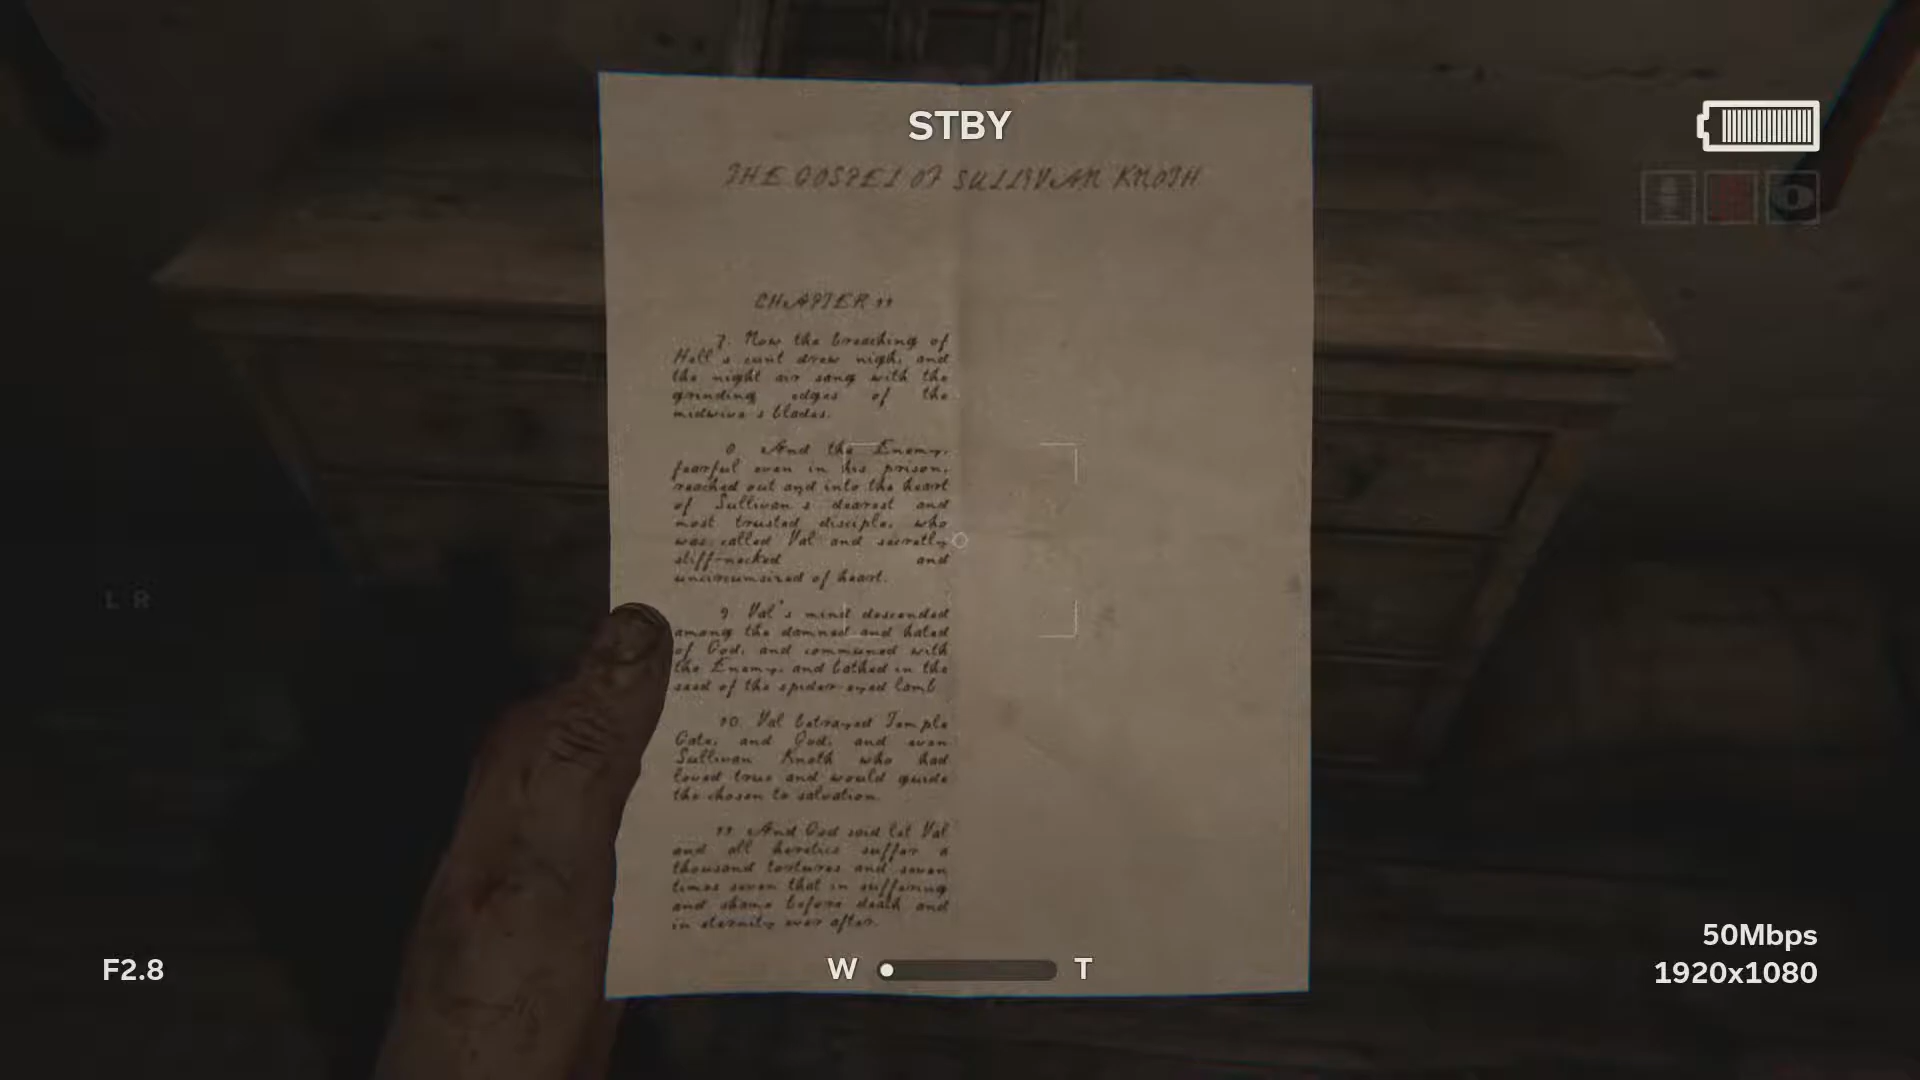 STBY
THE GOSPEL OF SULLIVAN KNOTH
CHAPTER 11
7. Now the breaching of
Hell's cunt drew nigh, and
the night air sang with the
grinding edges of the
midwive's blades.
8. And the Enemy,
fearful even in his prison,
reached out and into the heart
of Sullivan's dearest and
most trusted disciple, who
was called Val and secretly
stiff-necked and
uncircumsized of heart.
9. Val's mind descended
among the damned and hated
of God, and communed with
the Enemy, and bathed in the
seed of the spider-eyed lamb
10. Val betrayed Temple
Gate, and God, and even
Sullivan Knoth who had
loved true and would guide
the chosen to salvation.
11. And God said let Val
and all heretics suffer a
thousand tortures and seven
times seven that in suffering
and shame before death and
in eternity ever after.
L R
F2.8
W T
50Mbps
1920x1080